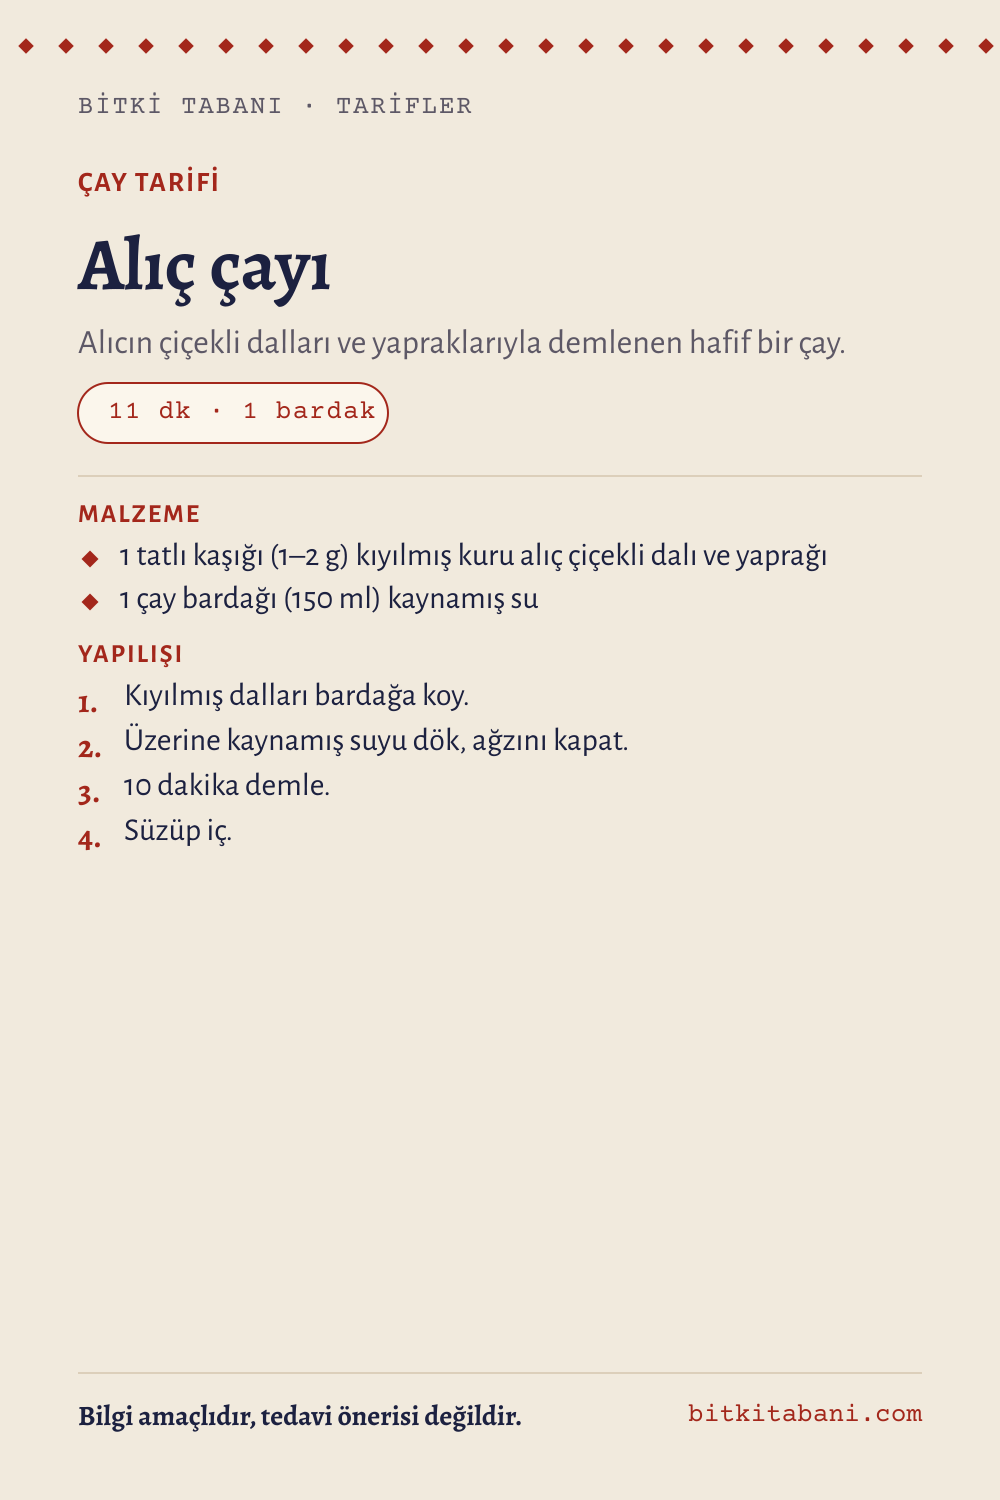 BİTKİ TABANI · TARİFLER
ÇAY TARİFİ
Alıç çayı
Alıcın çiçekli dalları ve yapraklarıyla demlenen hafif bir çay.
11 dk · 1 bardak
MALZEME
◆ 1 tatlı kaşığı (1–2 g) kıyılmış kuru alıç çiçekli dalı ve yaprağı
◆ 1 çay bardağı (150 ml) kaynamış su
YAPILIŞI
1. Kıyılmış dalları bardağa koy.
2. Üzerine kaynamış suyu dök, ağzını kapat.
3. 10 dakika demle.
4. Süzüp iç.
Bilgi amaçlıdır, tedavi önerisi değildir.
bitkitabani.com